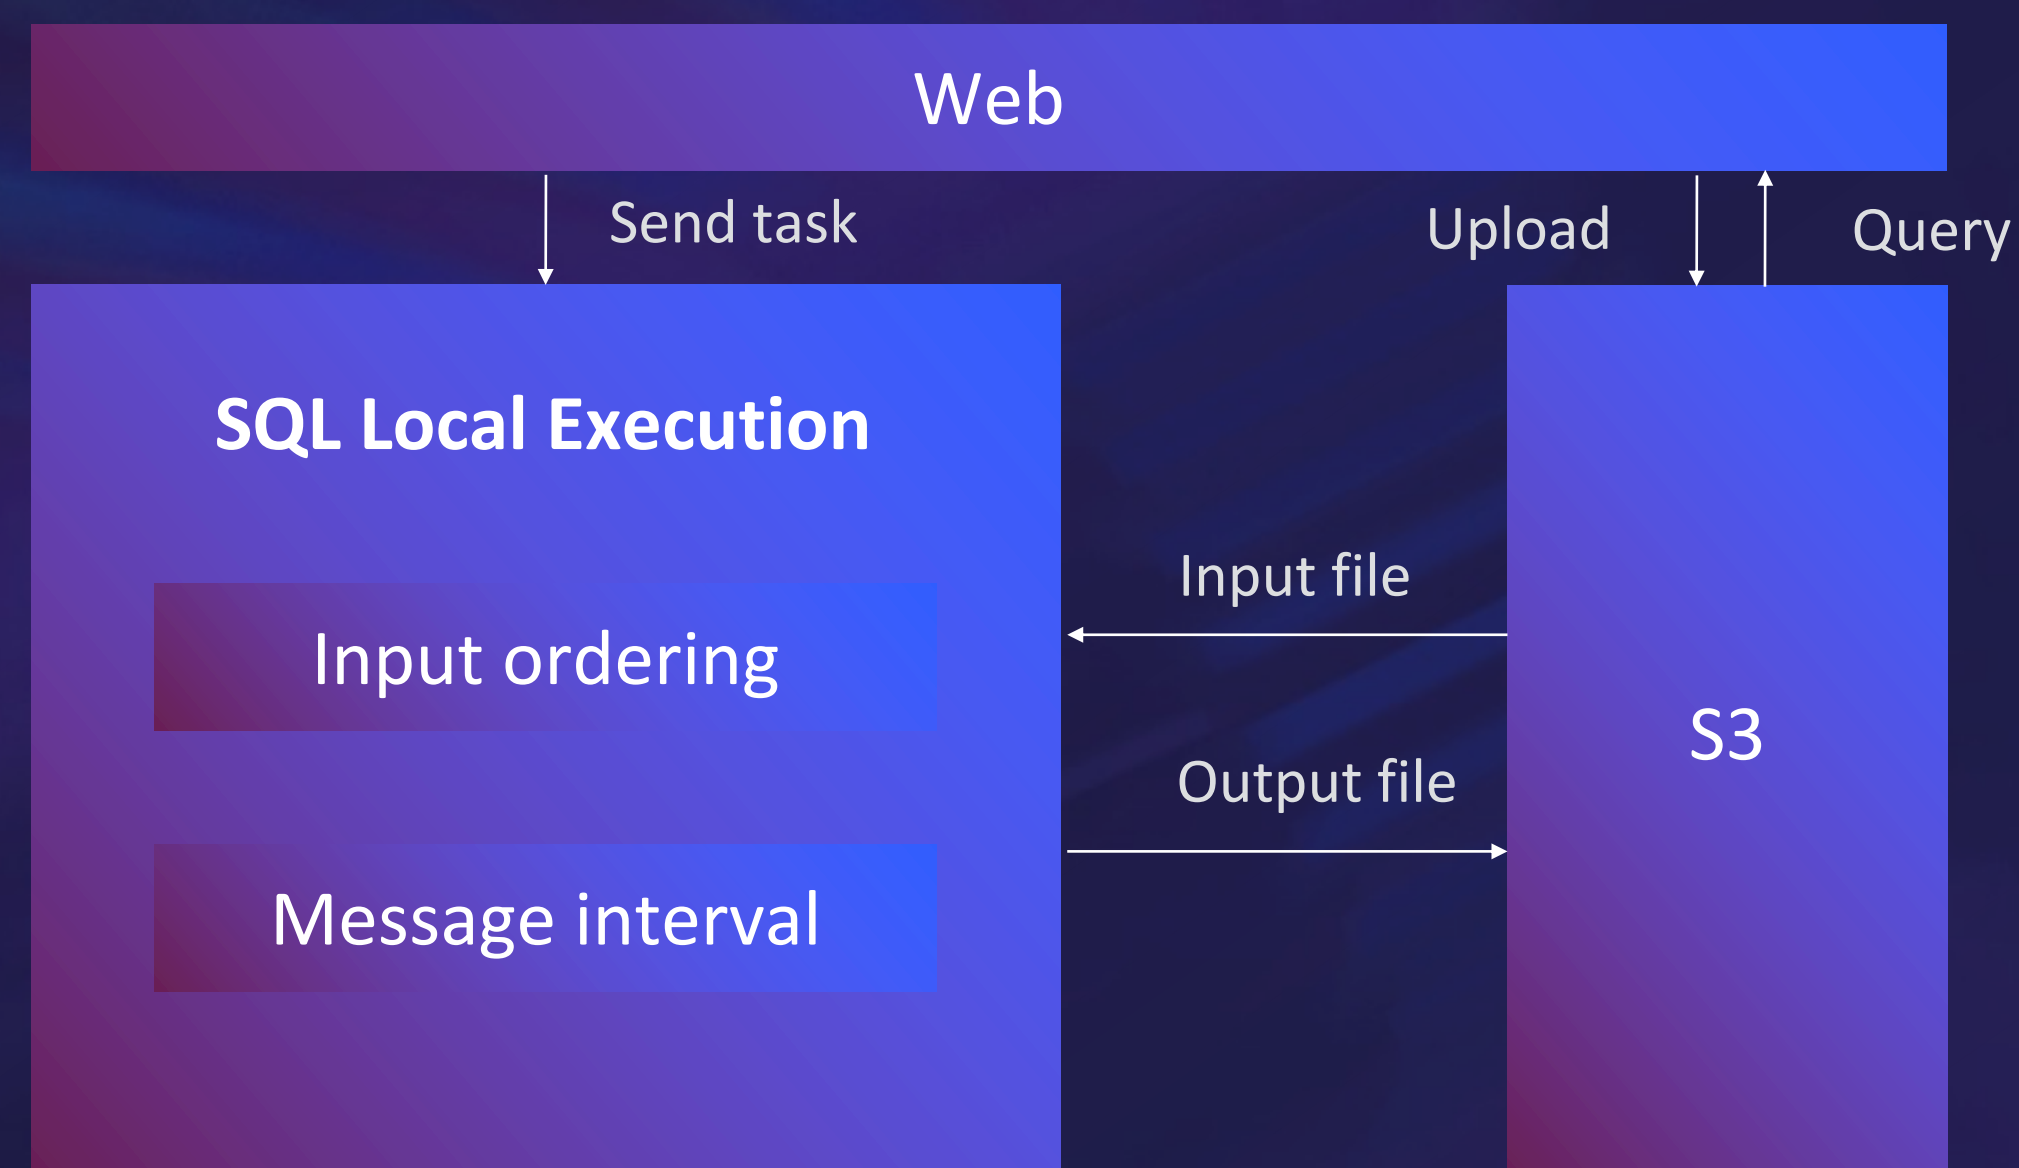 Web
Send task
Upload
Query
SQL Local Execution
Input file
Input ordering
S3
Output file
Message interval